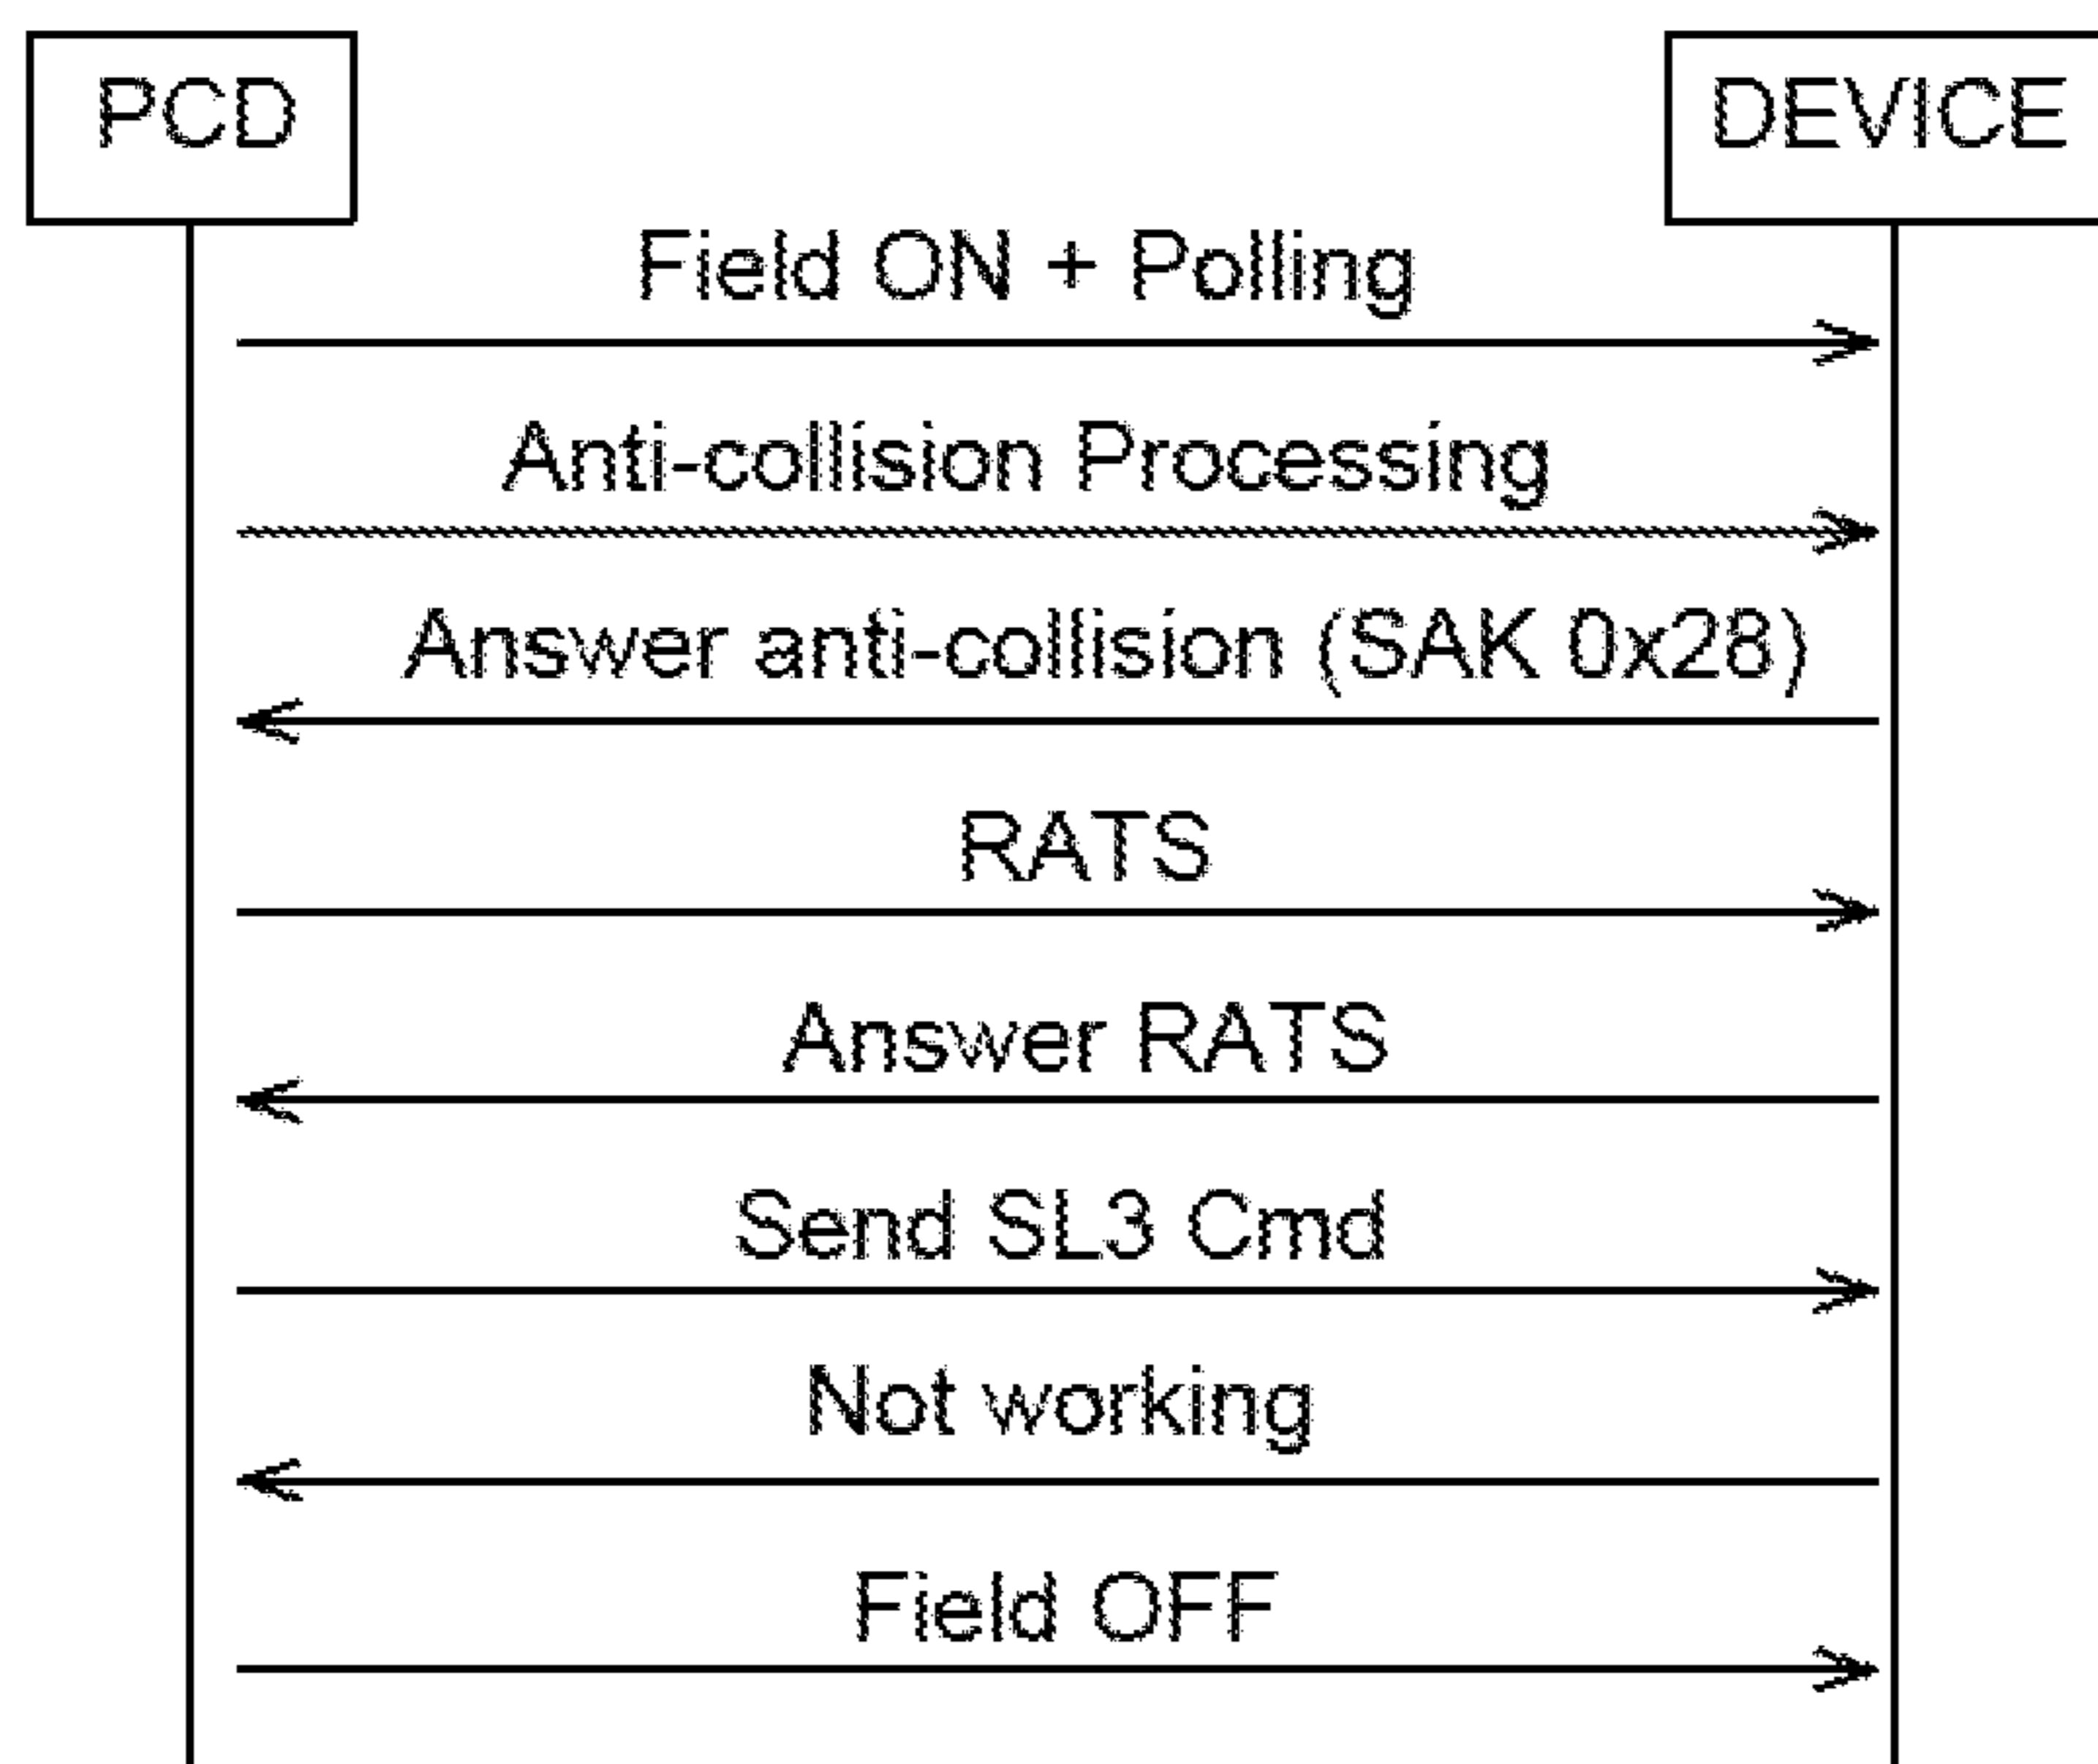 PCD
DEVICE
Field ON + Polling
Anti-collision Processing
Answer anti-collision (SAK 0x28)
RATS
Answer RATS
Send SL3 Cmd
Not working
Field OFF